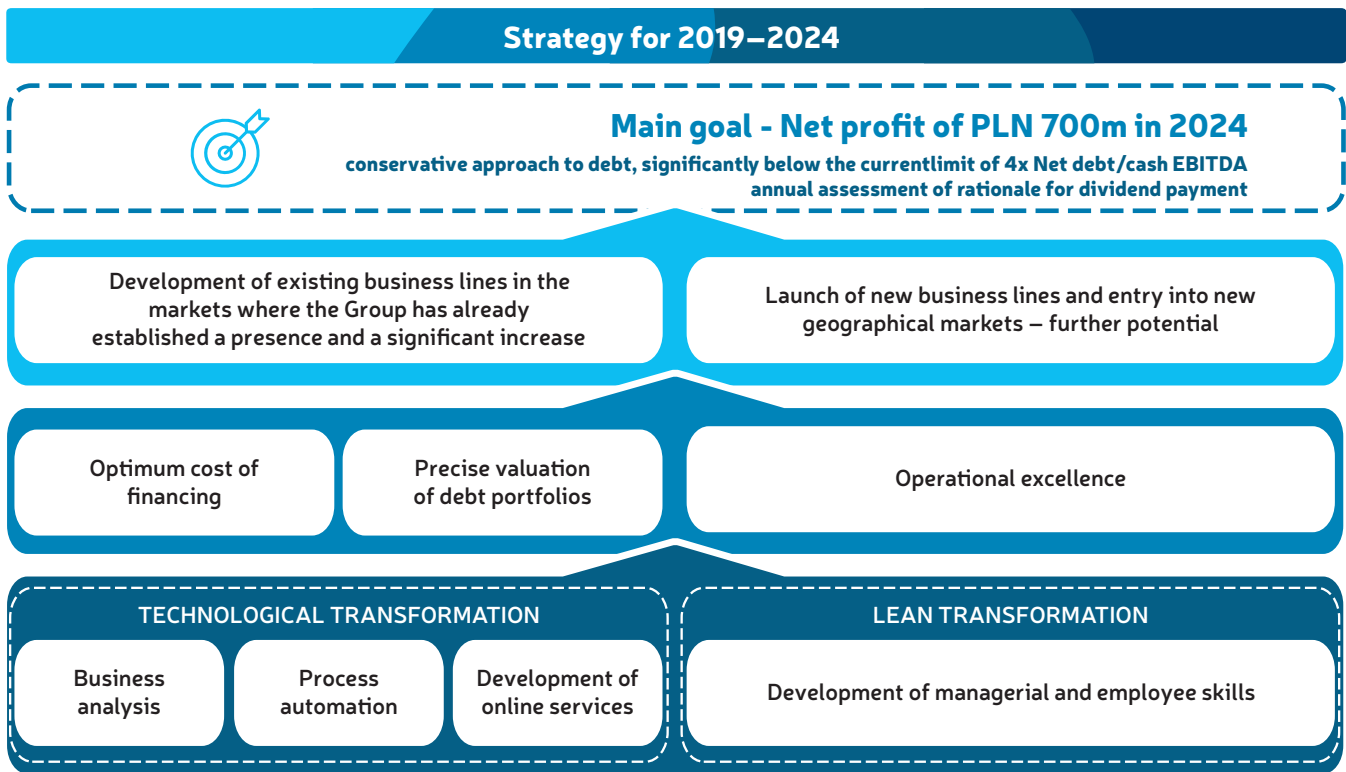 Strategy for 2019–2024
Main goal - Net profit of PLN 700m in 2024
conservative approach to debt, significantly below the currentlimit of 4x Net debt/cash EBITDA
annual assessment of rationale for dividend payment
Development of existing business lines in the
markets where the Group has already
established a presence and a significant increase
Launch of new business lines and entry into new
geographical markets – further potential
Optimum cost of
financing
Precise valuation
of debt portfolios
Operational excellence
TECHNOLOGICAL TRANSFORMATION
Business
analysis
Process
automation
Development of
online services
LEAN TRANSFORMATION
Development of managerial and employee skills